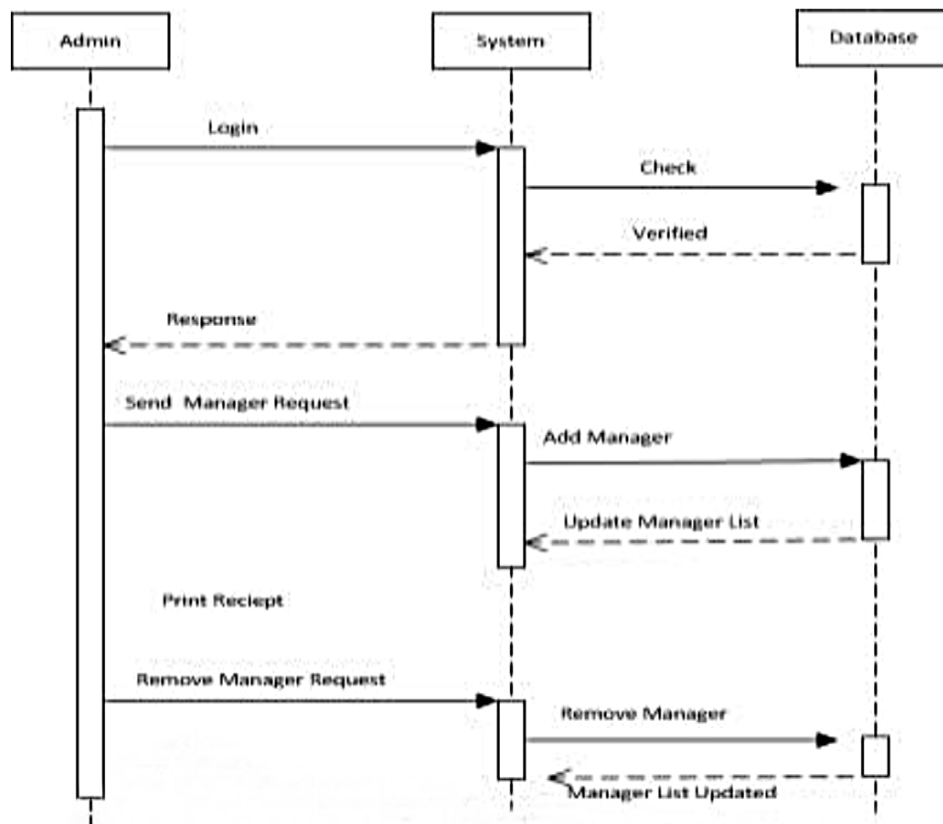 Admin
System
Database
Login
Check
Verified
Response
Send Manager Request
Add Manager
Update Manager List
Print Reciept
Remove Manager Request
Remove Manager
Manager List Updated